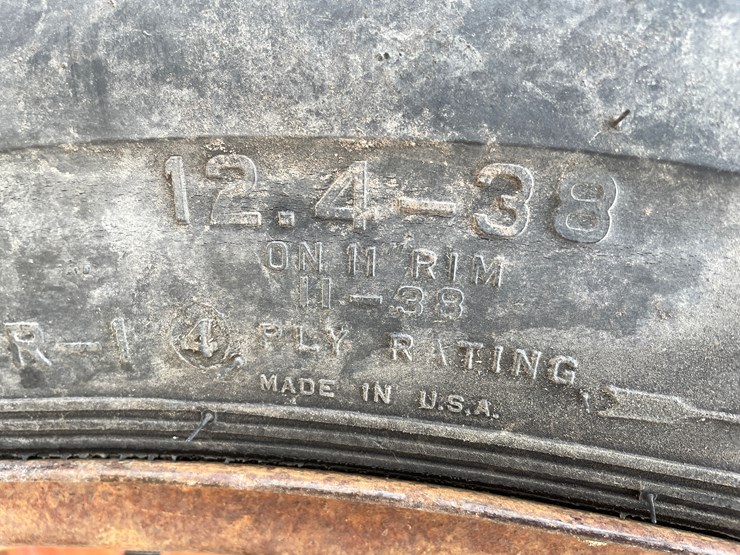 12.4-38
ON 11" RIM
11-38
R-1 4 PLY RATING
MADE IN U.S.A.